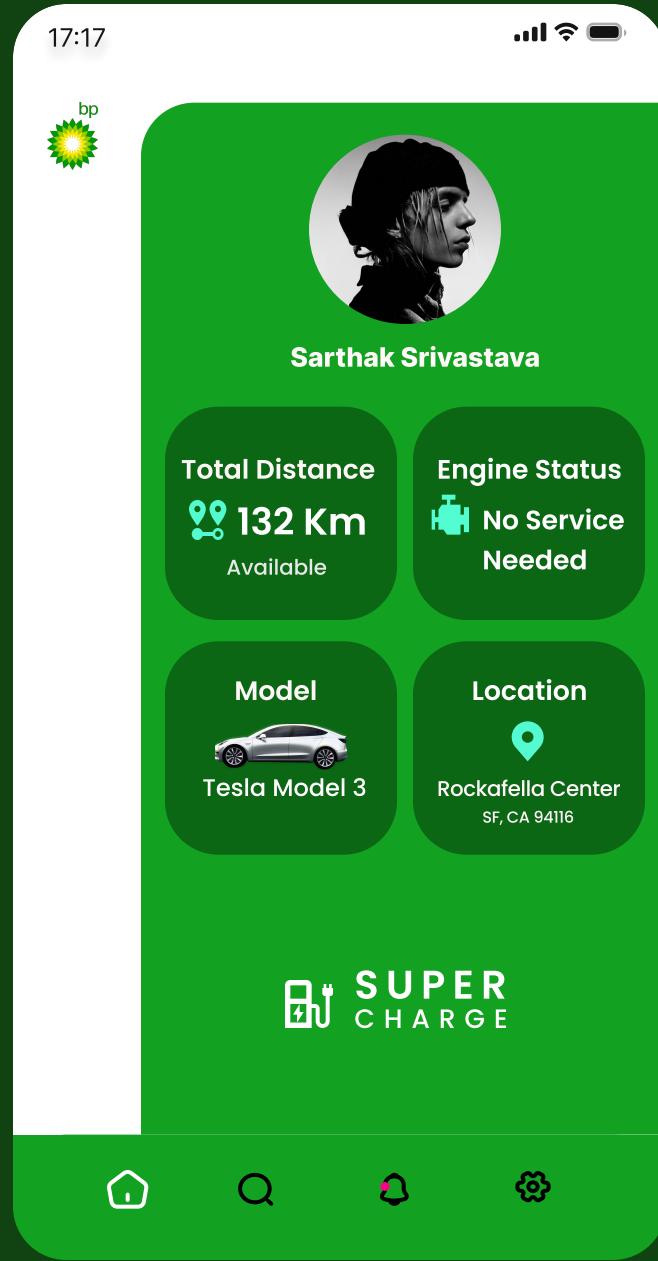 17:17
bp
Sarthak Srivastava
Total Distance
132 Km
Available
Engine Status
No Service
Needed
Model
Tesla Model 3
Location
Rockafella Center
SF, CA 94116
SUPER
CHARGE